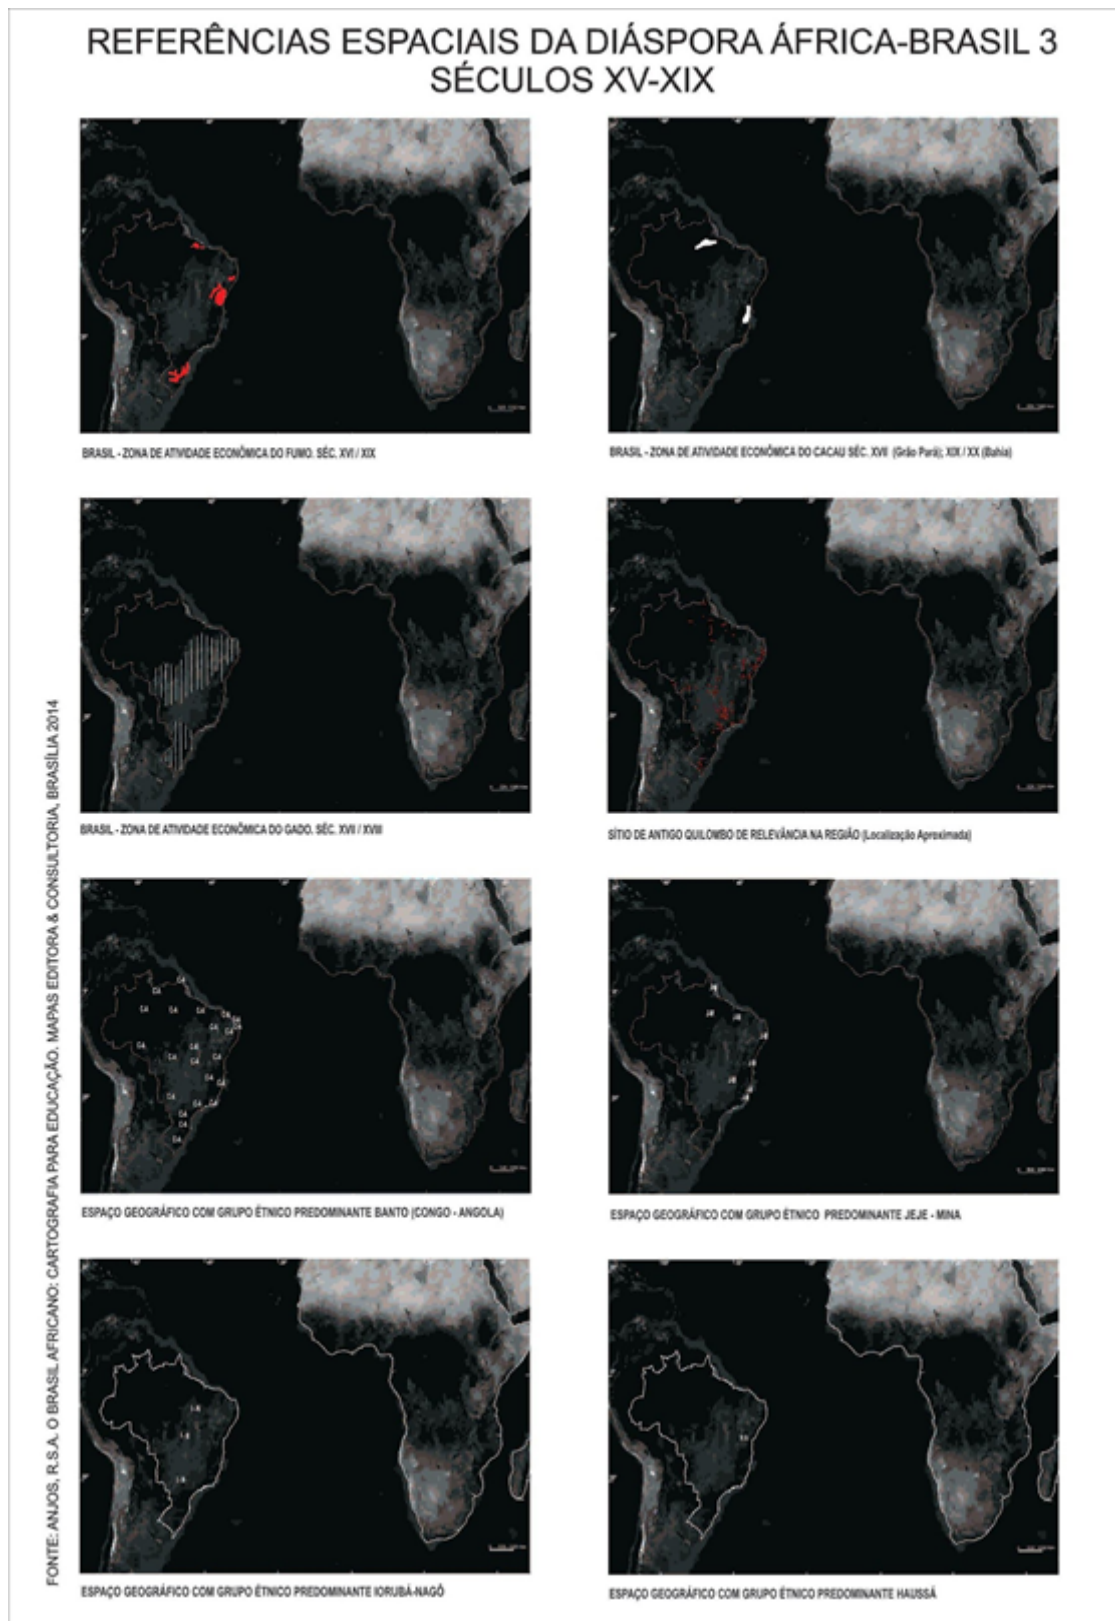 REFERÊNCIAS ESPACIAIS DA DIÁSPORA ÁFRICA-BRASIL 3
SÉCULOS XV-XIX
BRASIL - ZONA DE ATIVIDADE ECONÔMICA DO FUMO. SÉC. XVI / XIX
BRASIL - ZONA DE ATIVIDADE ECONÔMICA DO CACAU SÉC. XVII (Grão Pará); XIX / XX (Bahia)
BRASIL - ZONA DE ATIVIDADE ECONÔMICA DO GADO. SÉC. XVII / XVIII
SÍTIO DE ANTIGO QUILOMBO DE RELEVÂNCIA NA REGIÃO (Localização Aproximada)
ESPAÇO GEOGRÁFICO COM GRUPO ÉTNICO PREDOMINANTE BANTO (CONGO - ANGOLA)
ESPAÇO GEOGRÁFICO COM GRUPO ÉTNICO PREDOMINANTE JEJE - MINA
ESPAÇO GEOGRÁFICO COM GRUPO ÉTNICO PREDOMINANTE IORUBÁ-NAGÔ
ESPAÇO GEOGRÁFICO COM GRUPO ÉTNICO PREDOMINANTE HAUSSÁ
FONTE: ANJOS, R.S.A. O BRASIL AFRICANO: CARTOGRAFIA PARA EDUCAÇÃO. MAPAS EDITORA & CONSULTORIA, BRASÍLIA 2014